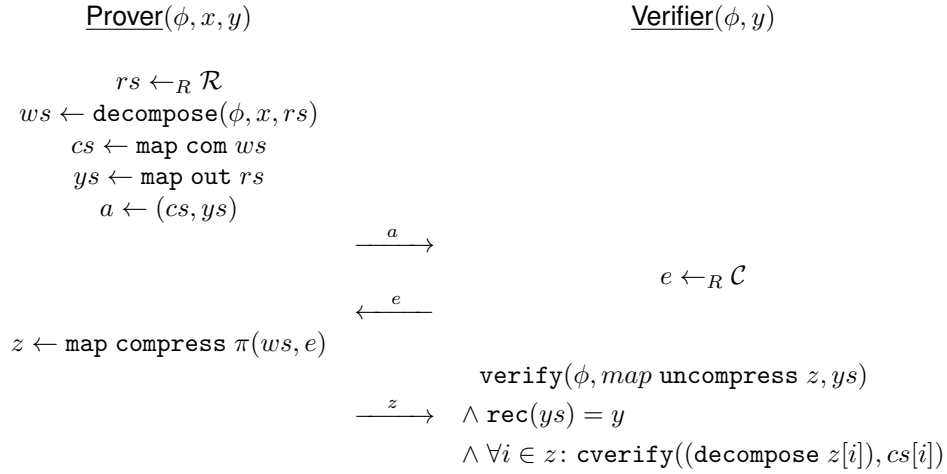 Prover(ϕ, x, y) Verifier(ϕ, y)
rs ←R ℛ
ws ← decompose(ϕ, x, rs)
cs ← map com ws
ys ← map out rs
a ← (cs, ys)
a
e ←R 𝒞
e
z ← map compress π(ws, e)
verify(ϕ, map uncompress z, ys)
z ∧ rec(ys) = y
∧ ∀i ∈ z: cverify((decompose z[i]), cs[i])